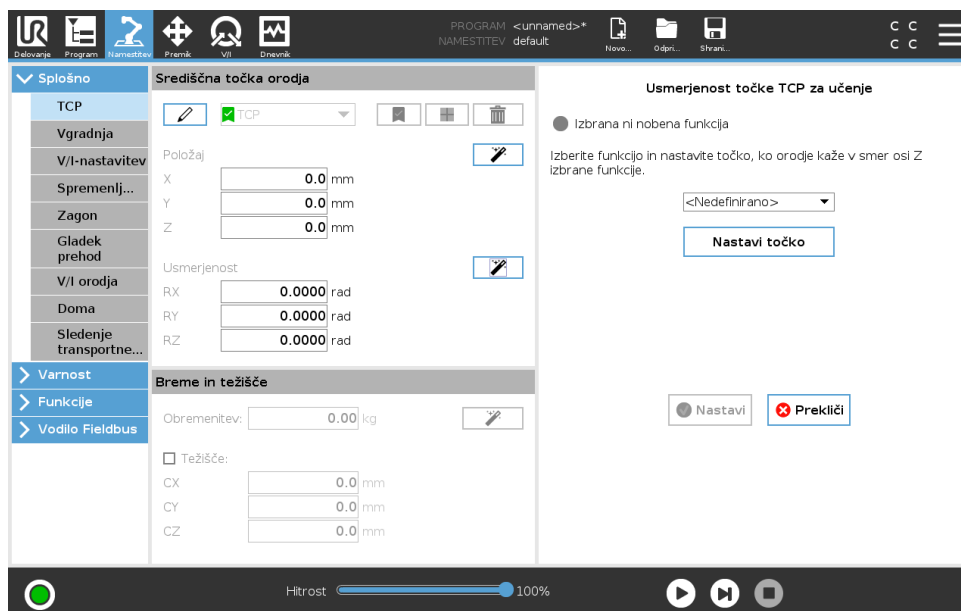 PROGRAM <unnamed>*
NAMESTITEV default
Delovanje
Program
Namestitev
Premik
V/I
Dnevnik
Novo...
Odpri...
Shrani...
C C
C C
Splošno
TCP
Vgradnja
V/I-nastavitev
Spremenlj...
Zagon
Gladek
prehod
V/I orodja
Doma
Sledenje
transportne...
Varnost
Funkcije
Vodilo Fieldbus
Središčna točka orodja
TCP
Položaj
X 0.0 mm
Y 0.0 mm
Z 0.0 mm
Usmerjenost
RX 0.0000 rad
RY 0.0000 rad
RZ 0.0000 rad
Breme in težišče
Obremenitev: 0.00 kg
Težišče:
CX 0.0 mm
CY 0.0 mm
CZ 0.0 mm
Usmerjenost točke TCP za učenje
Izbrana ni nobena funkcija
Izberite funkcijo in nastavite točko, ko orodje kaže v smer osi Z
izbrane funkcije.
<Nedefinirano>
Nastavi točko
Nastavi
Prekliči
Hitrost 100%